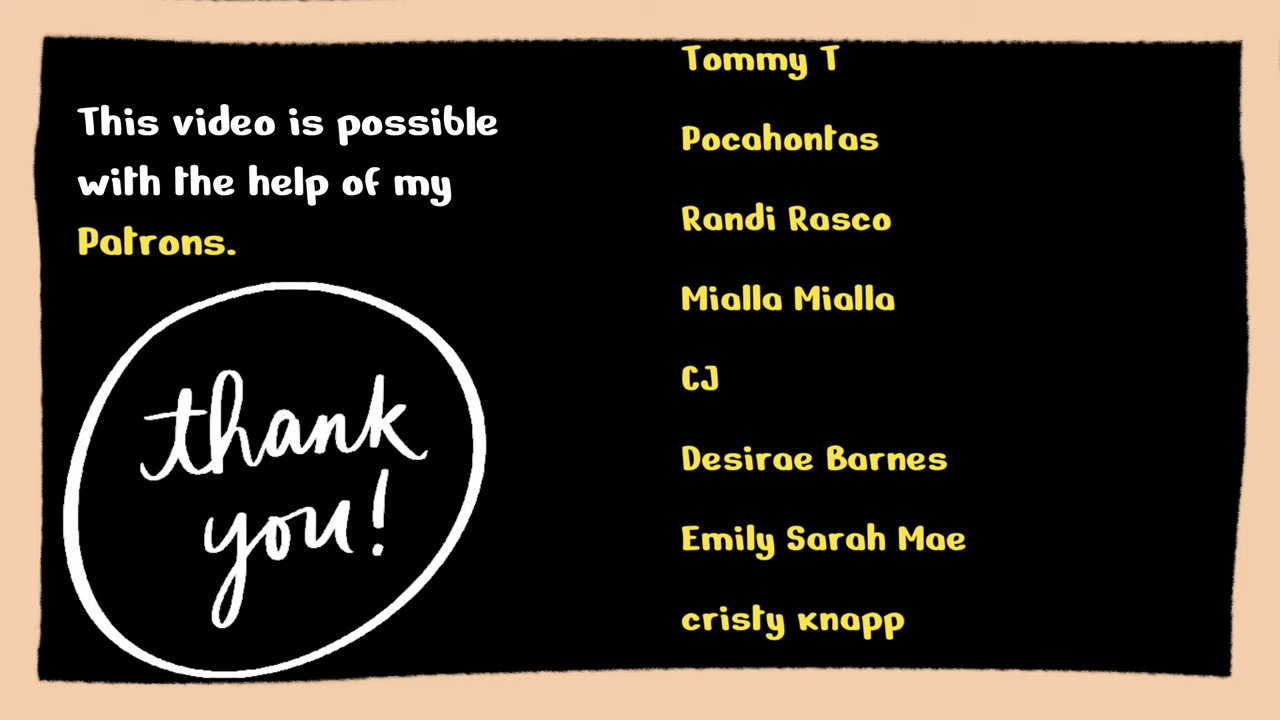 This video is possible
with the help of my
Patrons.
thank
you!
Tommy T
Pocahontas
Randi Rasco
Mialla Mialla
CJ
Desirae Barnes
Emily Sarah Mae
cristy knapp